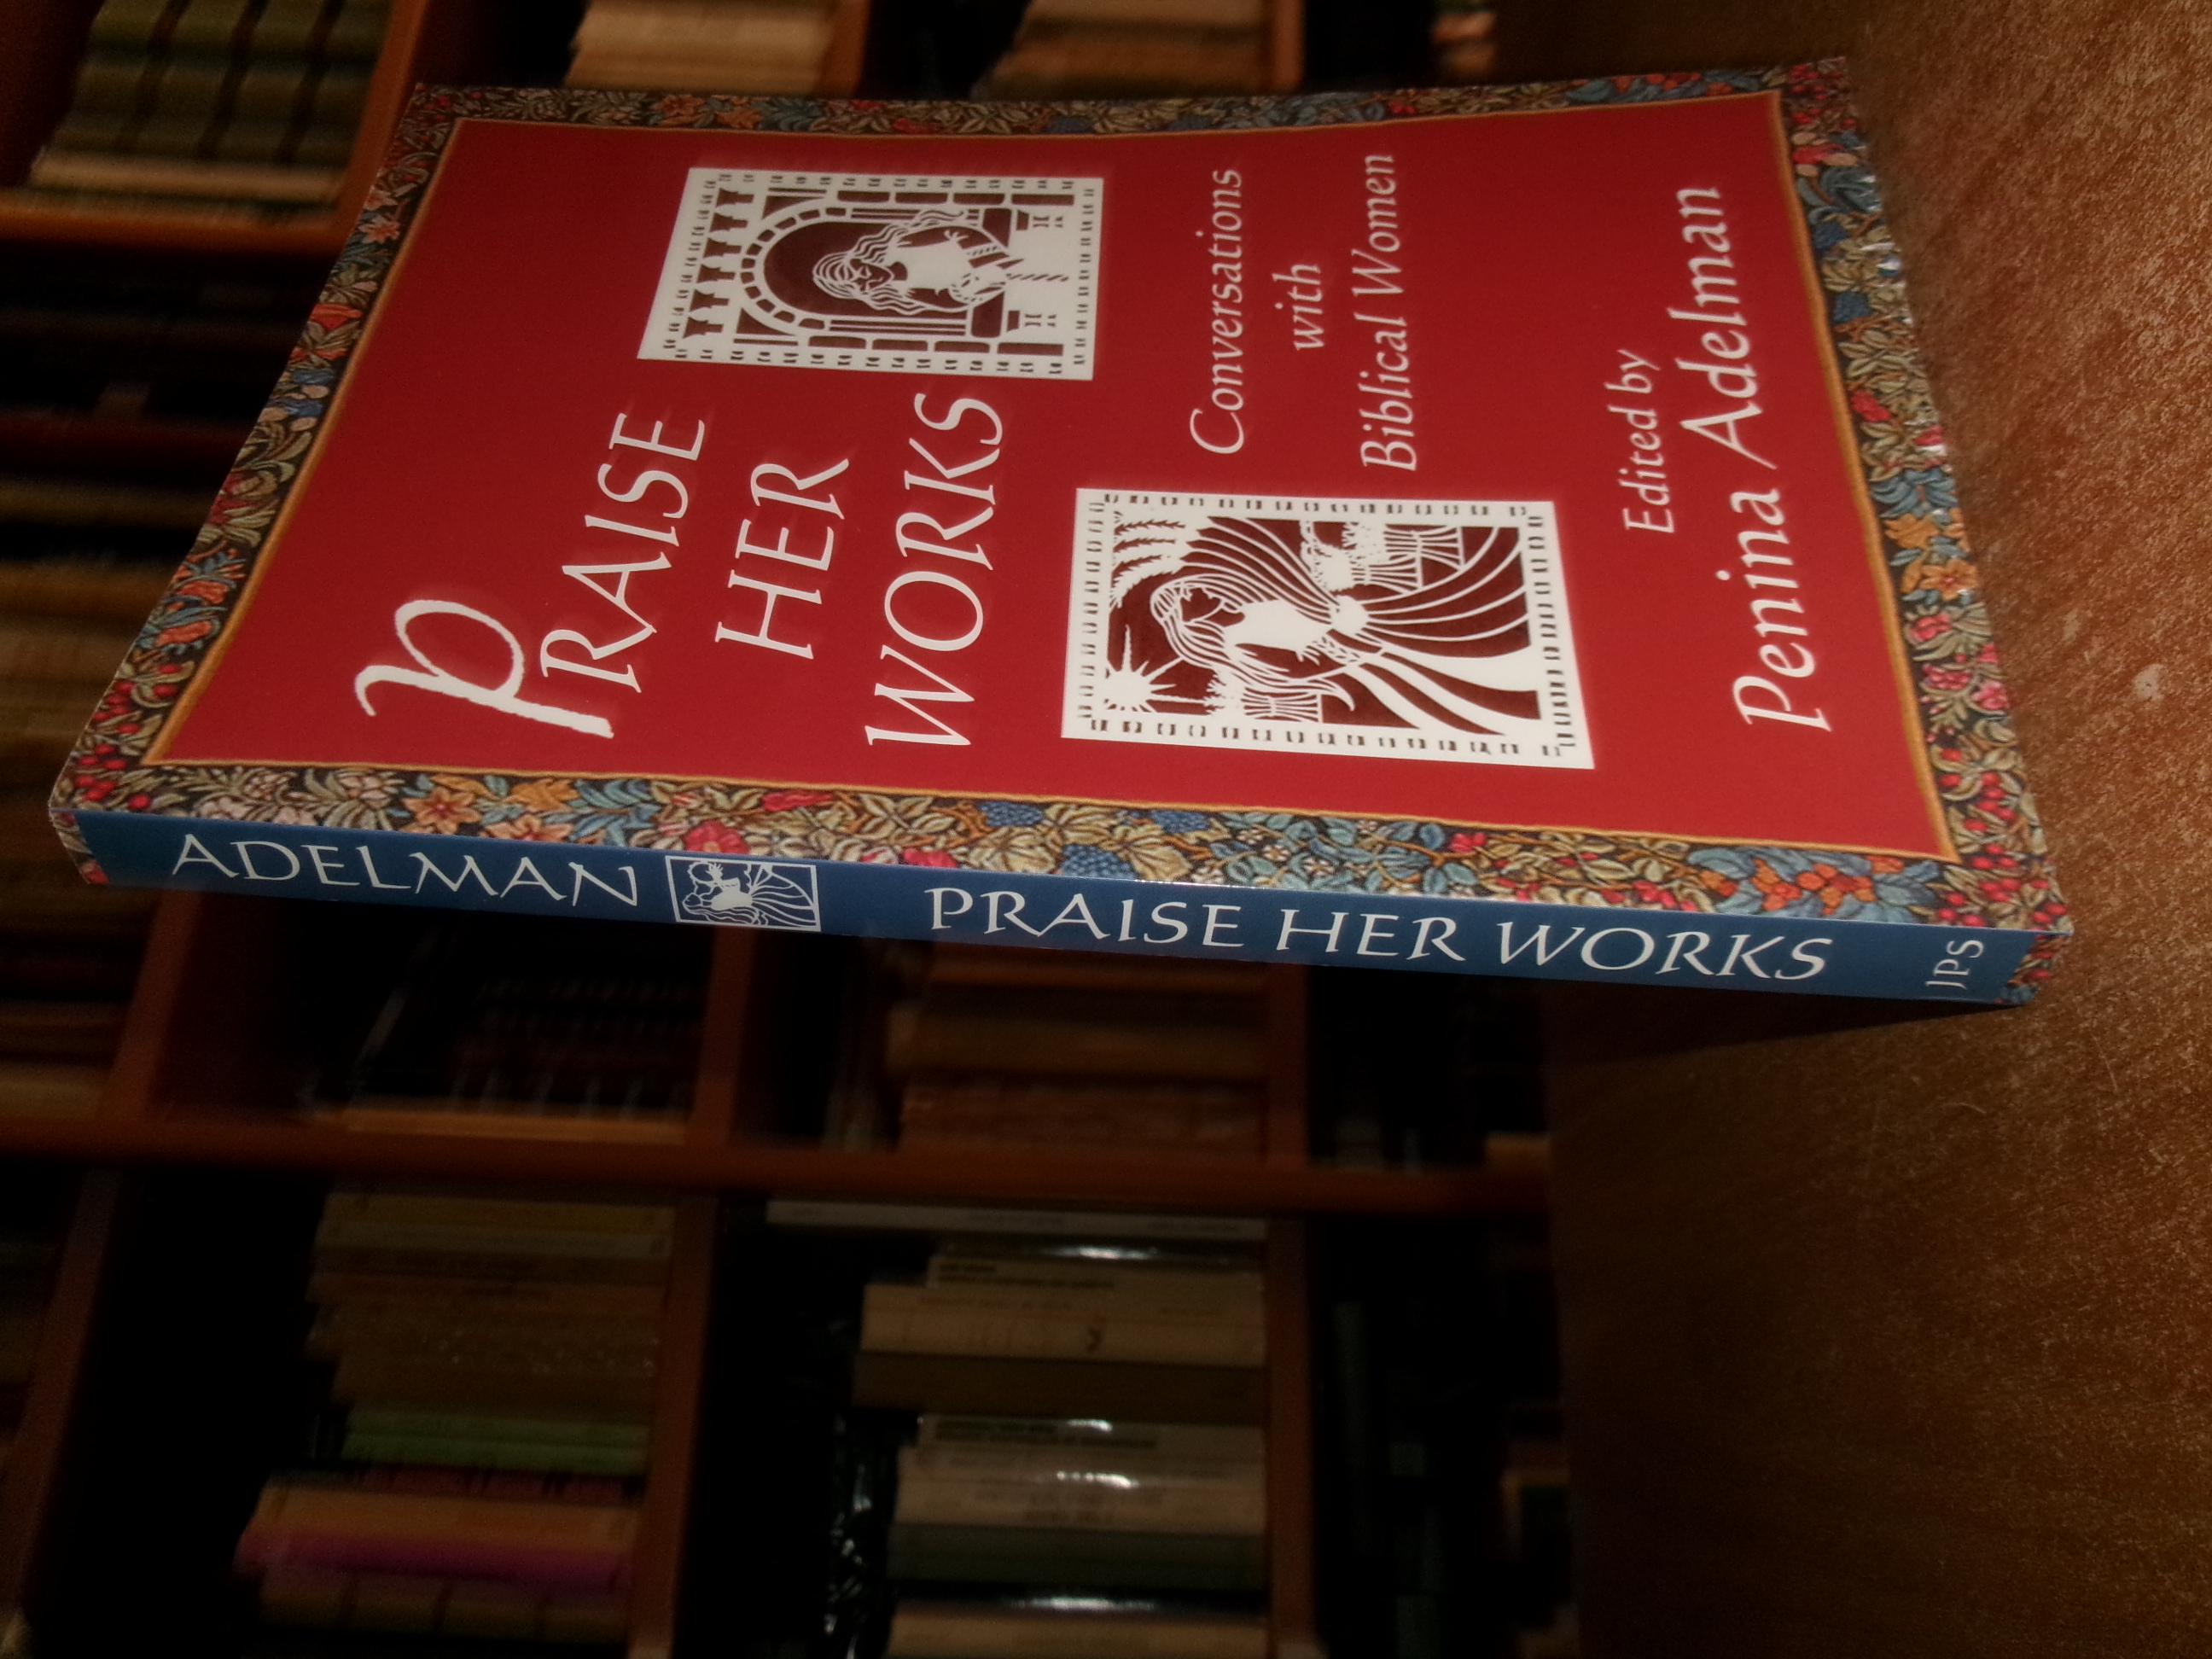 PRAISE
HER
WORKS
Conversations
with
Biblical Women
Edited by
Penina Adelman
ADELMAN PRAISE HER WORKS JPS